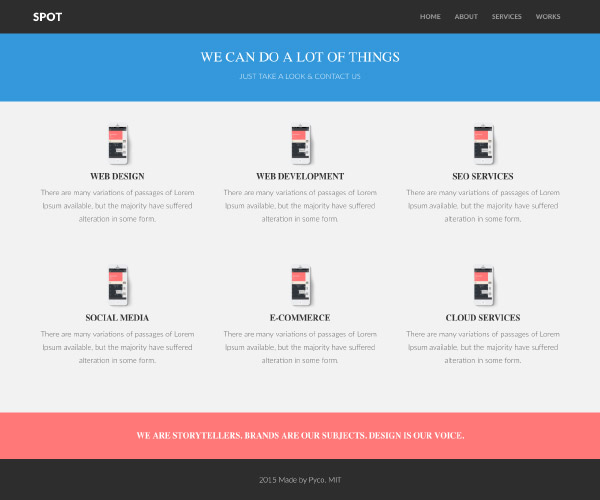 SPOT
HOME ABOUT SERVICES WORKS
WE CAN DO A LOT OF THINGS
JUST TAKE A LOOK & CONTACT US
WEB DESIGN
There are many variations of passages of Lorem
Ipsum available, but the majority have suffered
alteration in some form.
WEB DEVELOPMENT
There are many variations of passages of Lorem
Ipsum available, but the majority have suffered
alteration in some form.
SEO SERVICES
There are many variations of passages of Lorem
Ipsum available, but the majority have suffered
alteration in some form.
SOCIAL MEDIA
There are many variations of passages of Lorem
Ipsum available, but the majority have suffered
alteration in some form.
E-COMMERCE
There are many variations of passages of Lorem
Ipsum available, but the majority have suffered
alteration in some form.
CLOUD SERVICES
There are many variations of passages of Lorem
Ipsum available, but the majority have suffered
alteration in some form.
WE ARE STORYTELLERS. BRANDS ARE OUR SUBJECTS. DESIGN IS OUR VOICE.
2015 Made by Pyco. MIT